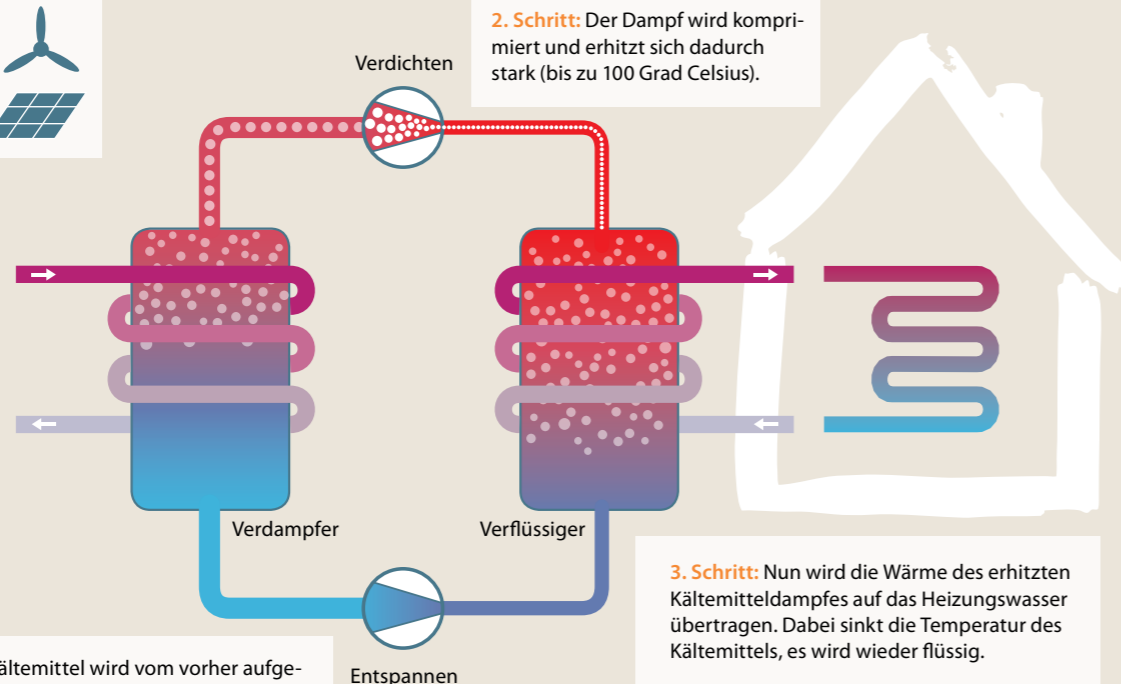 2. Schritt: Der Dampf wird kompri-
miert und erhitzt sich dadurch
stark (bis zu 100 Grad Celsius).
Verdichten
Verdampfer
Verflüssiger
3. Schritt: Nun wird die Wärme des erhitzten
Kältemitteldampfes auf das Heizungswasser
übertragen. Dabei sinkt die Temperatur des
Kältemittels, es wird wieder flüssig.
ältemittel wird vom vorher aufge-
Entspannen